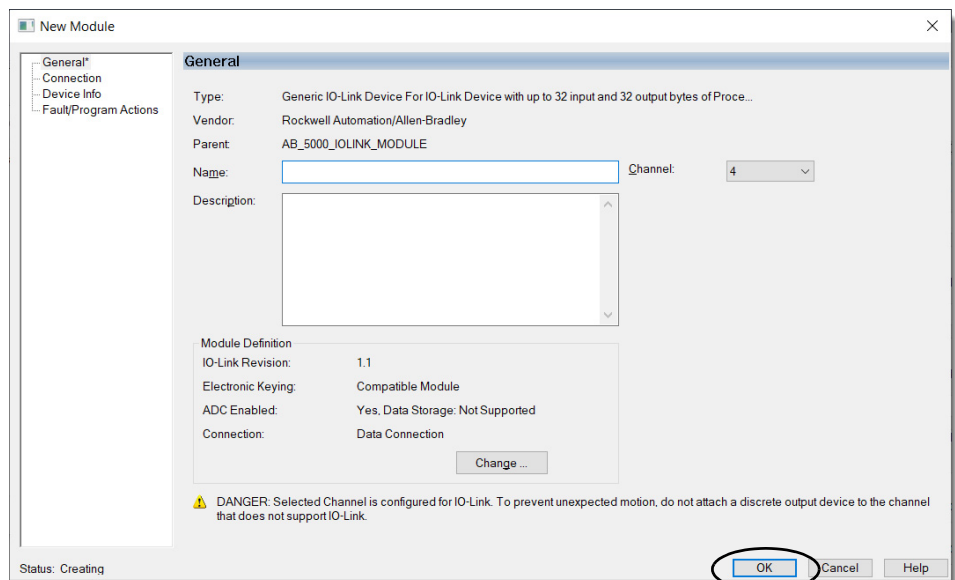 New Module
General*
Connection
Device Info
Fault/Program Actions
General
Type: Generic IO-Link Device For IO-Link Device with up to 32 input and 32 output bytes of Proce...
Vendor: Rockwell Automation/Allen-Bradley
Parent AB_5000_IOLINK_MODULE
Name: Channel: 4
Description:
Module Definition
IO-Link Revision: 1.1
Electronic Keying: Compatible Module
ADC Enabled: Yes, Data Storage: Not Supported
Connection: Data Connection
Change ...
DANGER: Selected Channel is configured for IO-Link. To prevent unexpected motion, do not attach a discrete output device to the channel
that does not support IO-Link.
Status: Creating OK Cancel Help